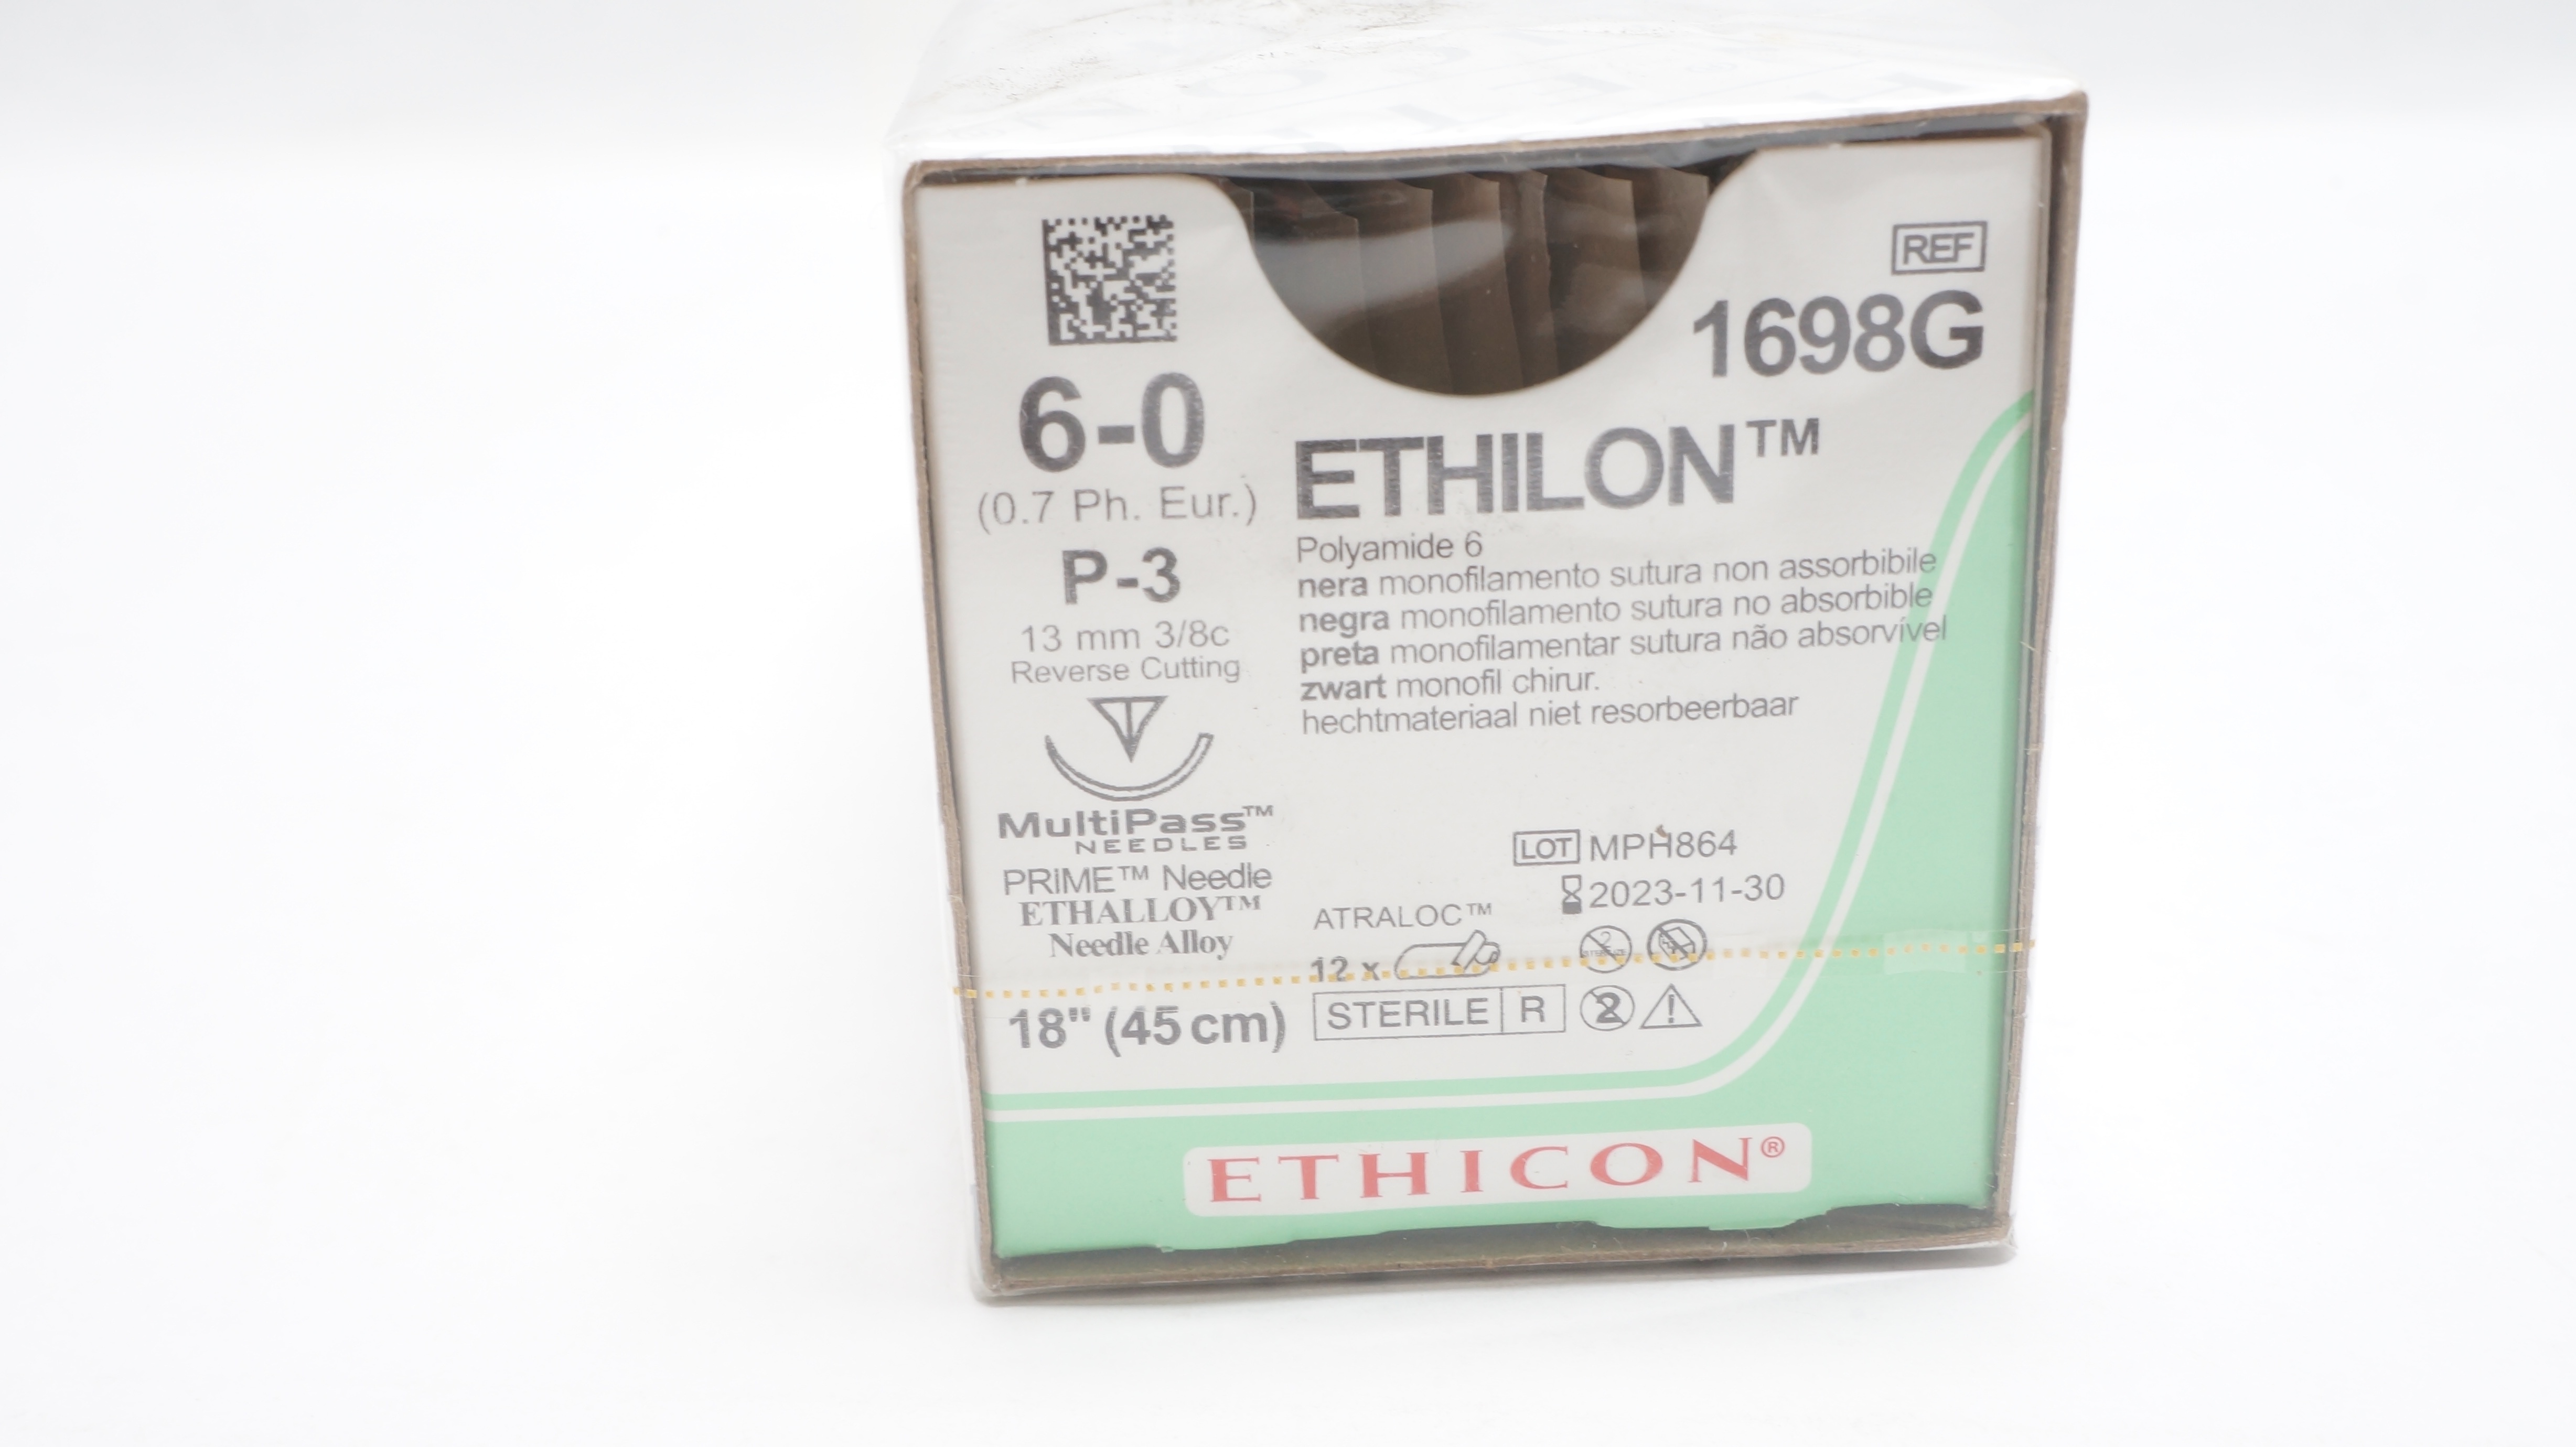 REF
1698G
6-0
(0.7 Ph. Eur.)
P-3
13 mm 3/8c
Reverse Cutting
MultiPass™
NEEDLES
PRIME™ Needle
ETHALLOY™
Needle Alloy
18" (45 cm)
ETHILON™
Polyamide 6
nera monofilamento sutura non assorbibile
negra monofilamento sutura no absorbible
preta monofilamentar sutura não absorvível
zwart monofil chirur.
hechtmateriaal niet resorbeerbaar
LOT MPH864
2023-11-30
ATRALOC™
12 x
2
STERILE R 2 !
ETHICON®